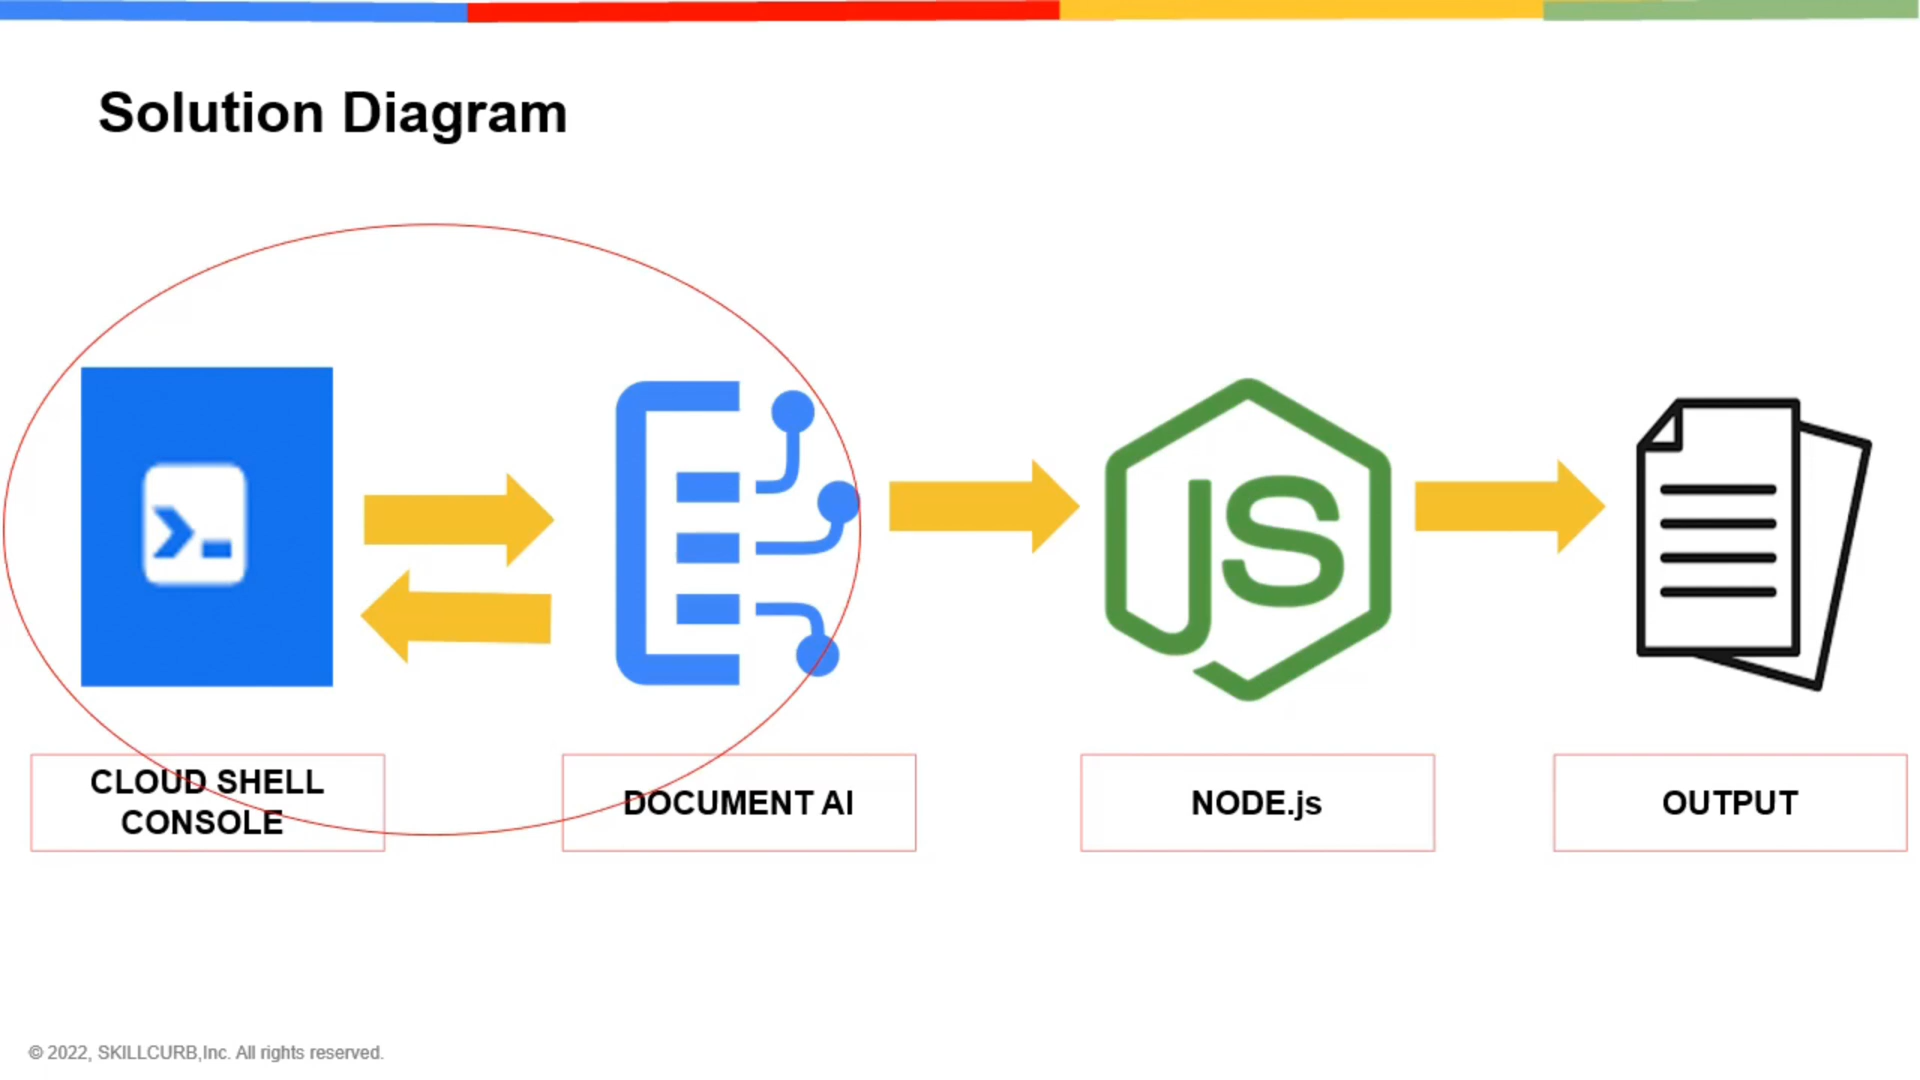 Solution Diagram
JS
CLOUD SHELL
CONSOLE
DOCUMENT AI
NODE.js
OUTPUT
© 2022, SKILLCURB,Inc. All rights reserved.